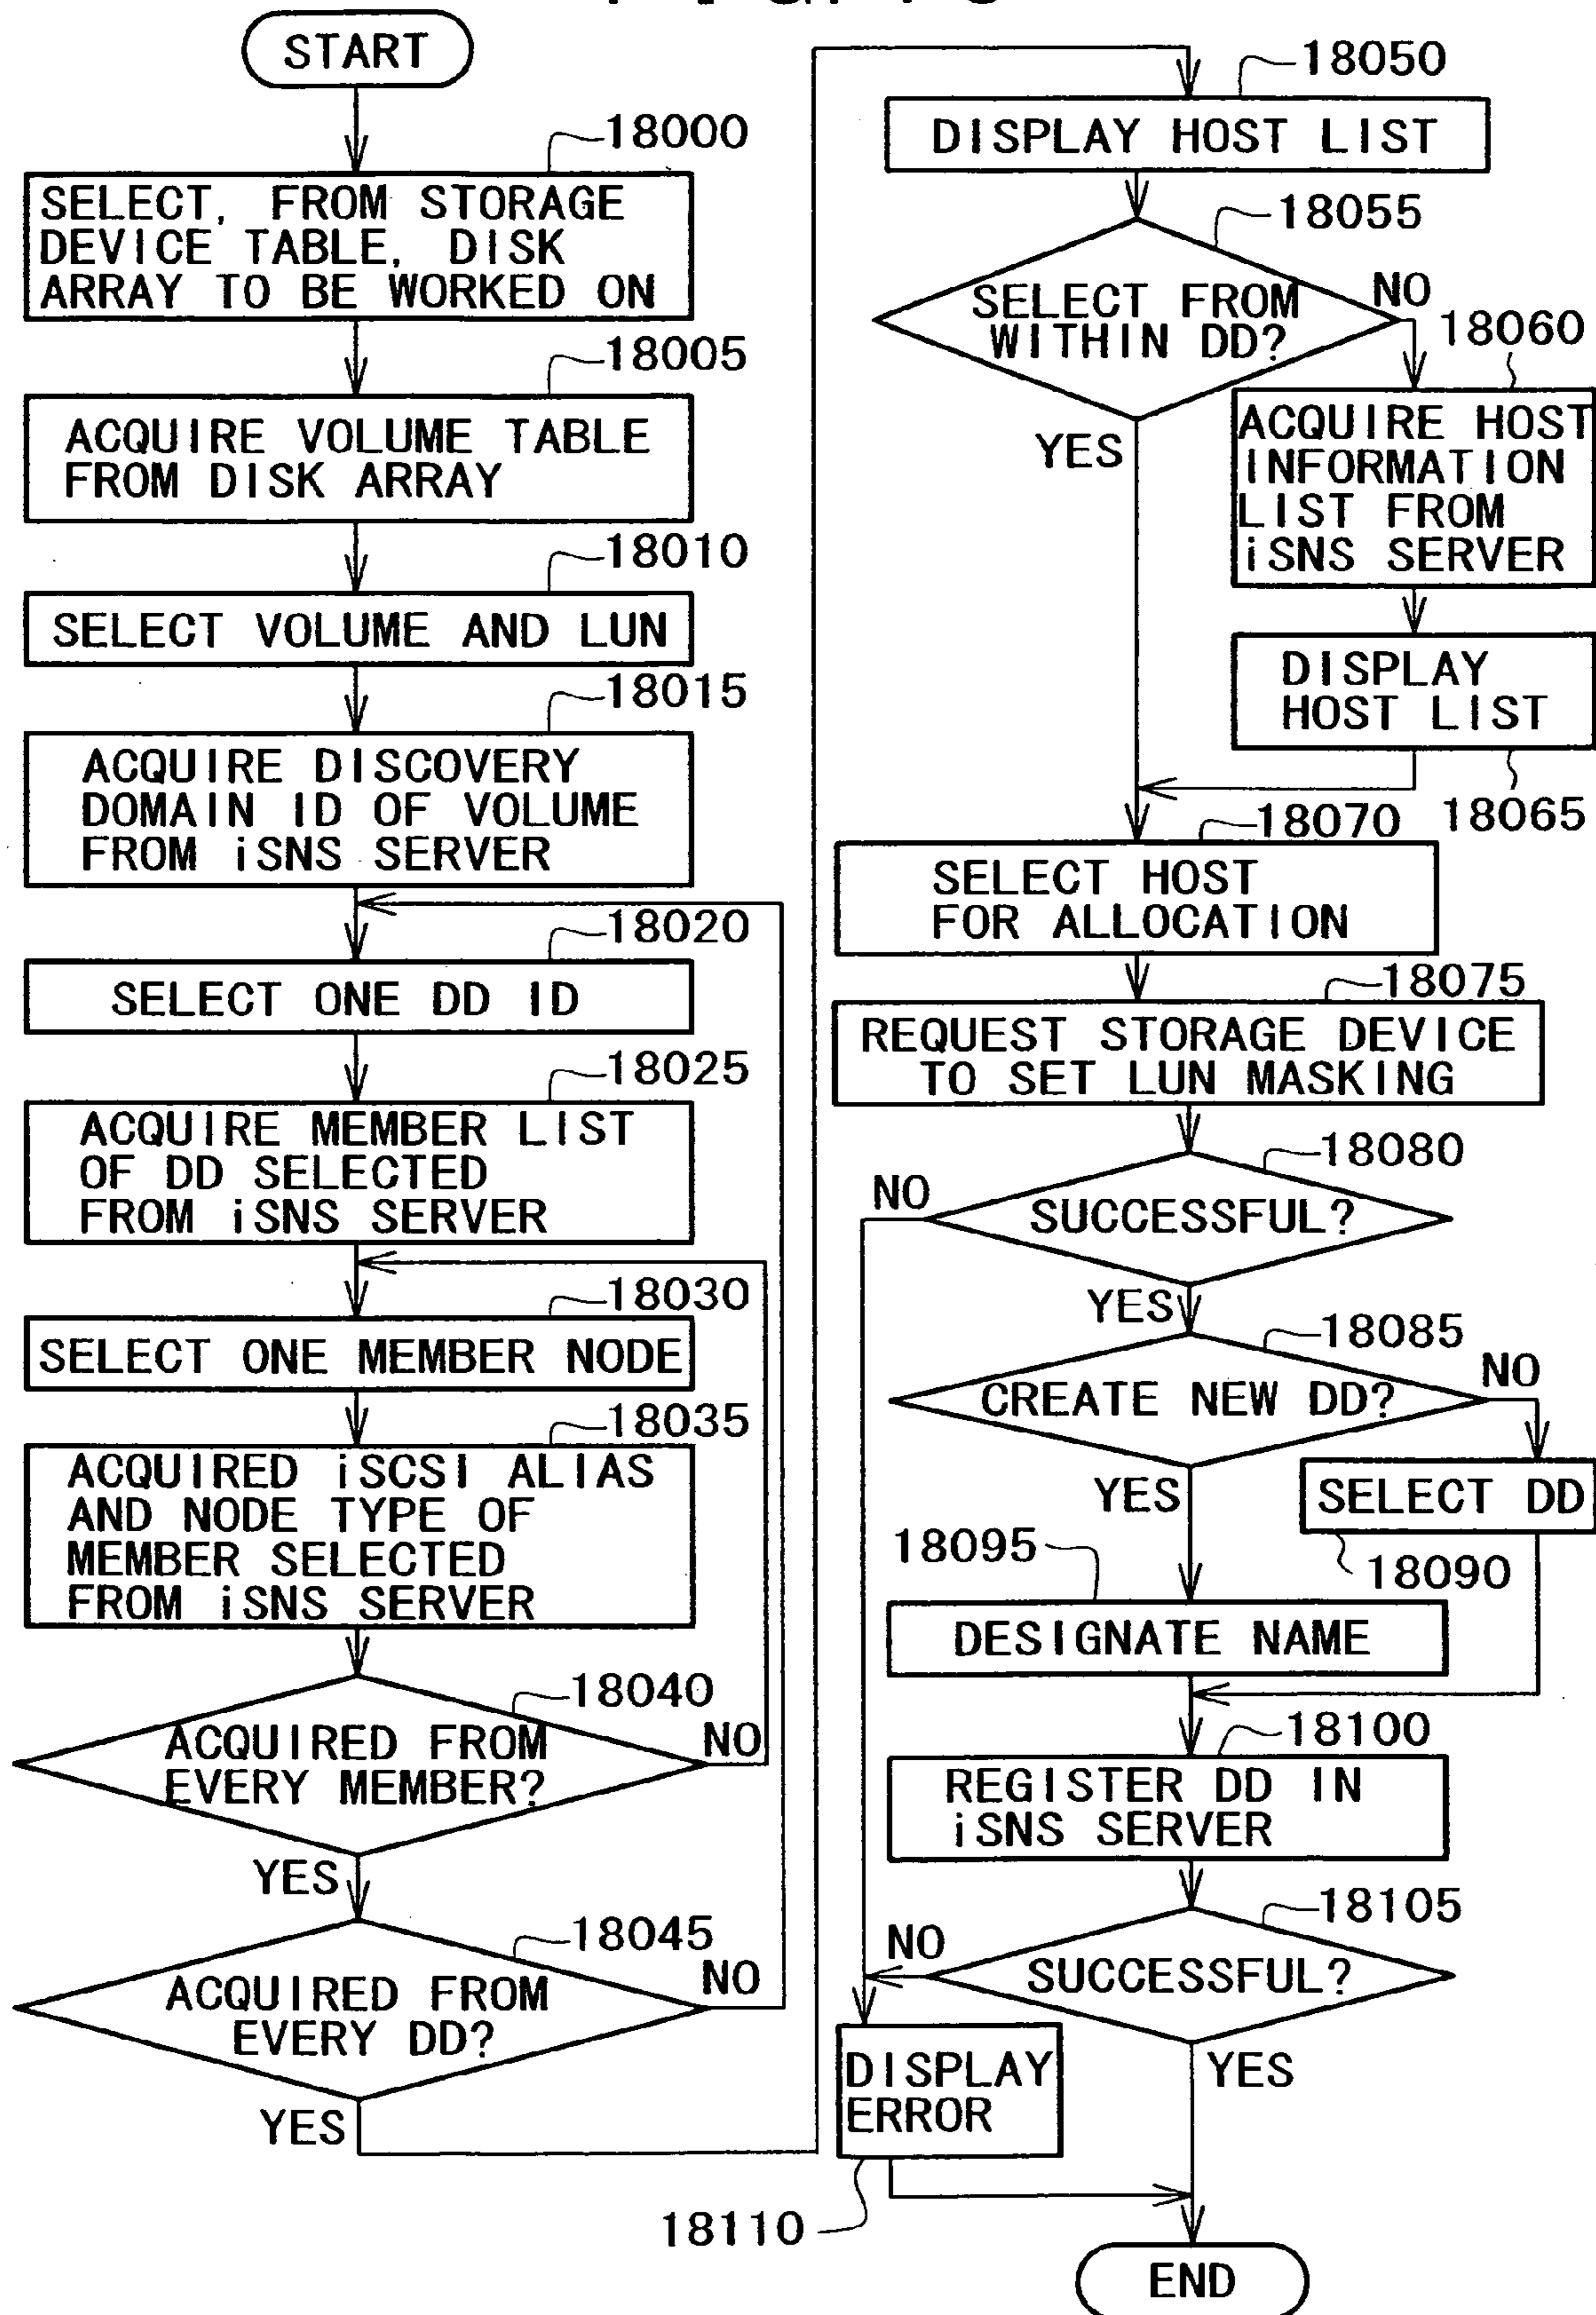 START
18000
SELECT, FROM STORAGE
DEVICE TABLE, DISK
ARRAY TO BE WORKED ON
18005
ACQUIRE VOLUME TABLE
FROM DISK ARRAY
18010
SELECT VOLUME AND LUN
18015
ACQUIRE DISCOVERY
DOMAIN ID OF VOLUME
FROM iSNS SERVER
18020
SELECT ONE DD ID
18025
ACQUIRE MEMBER LIST
OF DD SELECTED
FROM iSNS SERVER
18030
SELECT ONE MEMBER NODE
18035
ACQUIRED iSCSI ALIAS
AND NODE TYPE OF
MEMBER SELECTED
FROM iSNS SERVER
18040
ACQUIRED FROM
EVERY MEMBER?
NO
YES
18045
ACQUIRED FROM
EVERY DD?
NO
YES
18050
DISPLAY HOST LIST
18055
SELECT FROM
WITHIN DD?
NO
YES
18060
ACQUIRE HOST
INFORMATION
LIST FROM
iSNS SERVER
DISPLAY
HOST LIST
18065
18070
SELECT HOST
FOR ALLOCATION
18075
REQUEST STORAGE DEVICE
TO SET LUN MASKING
18080
NO
SUCCESSFUL?
YES
18085
CREATE NEW DD?
NO
YES
SELECT DD
18090
18095
DESIGNATE NAME
18100
REGISTER DD IN
iSNS SERVER
18105
NO
SUCCESSFUL?
YES
DISPLAY
ERROR
18110
END